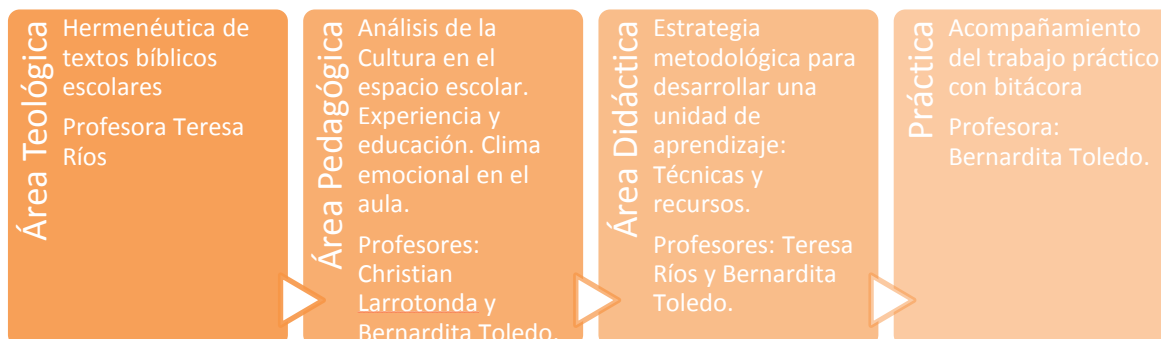 Área Teológica
Hermenéutica de
textos bíblicos
escolares
Profesora Teresa
Ríos
Área Pedagógica
Análisis de la
Cultura en el
espacio escolar.
Experiencia y
educación. Clima
emocional en el
aula.
Profesores:
Christian
Larrotonda y
Bernardita Toledo.
Área Didáctica
Estrategia
metodológica para
desarrollar una
unidad de
aprendizaje:
Técnicas y
recursos.
Profesores: Teresa
Ríos y Bernardita
Toledo.
Práctica
Acompañamiento
del trabajo práctico
con bitácora
Profesora:
Bernardita Toledo.